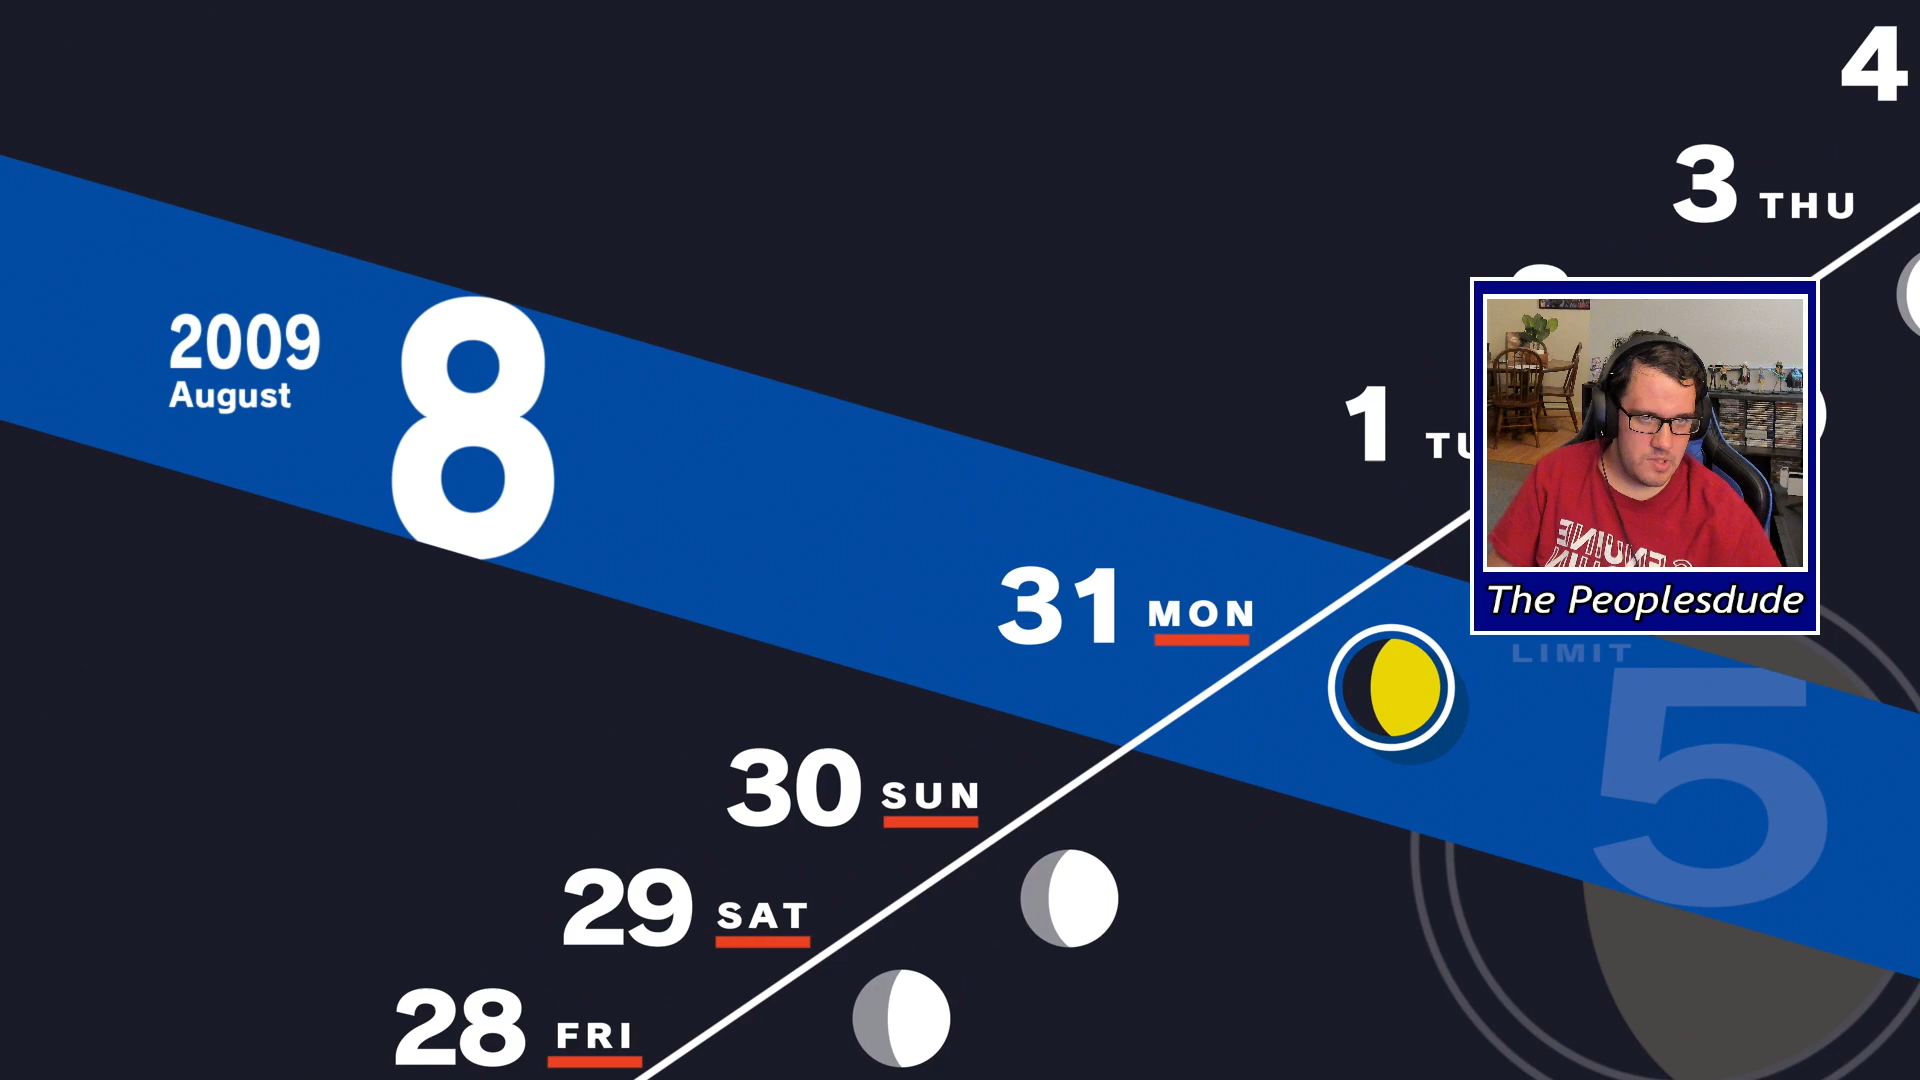 4
3 THU
2009
August
8
1 TU
31 MON
The Peoplesdude
LIMIT
5
30 SUN
29 SAT
28 FRI